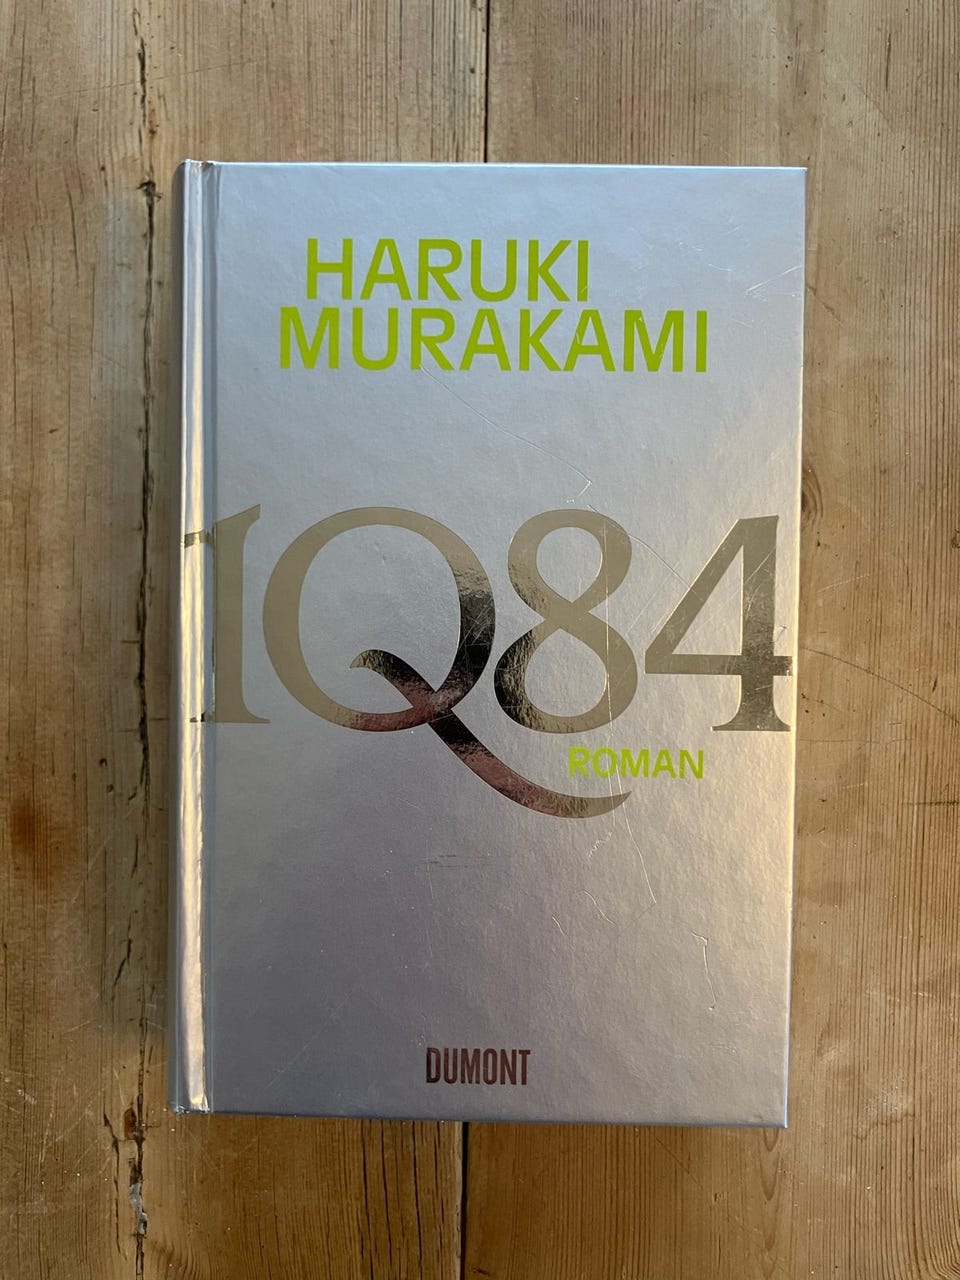 HARUKI
MURAKAMI
1Q84
ROMAN
DUMONT